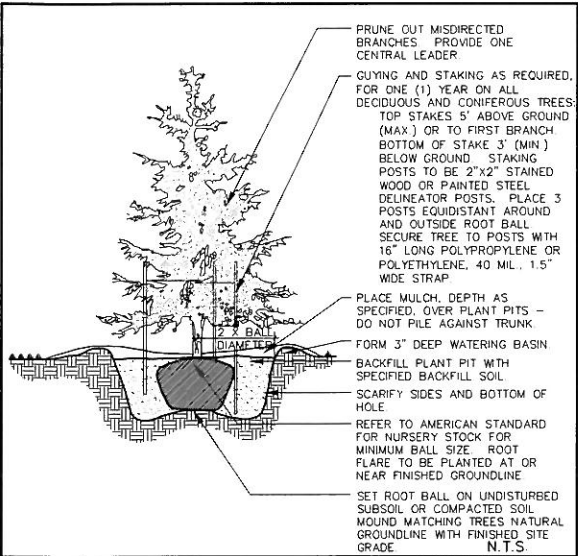 PRUNE OUT MISDIRECTED
BRANCHES PROVIDE ONE
CENTRAL LEADER
GUYING AND STAKING AS REQUIRED,
FOR ONE (1) YEAR ON ALL
DECIDUOUS AND CONIFEROUS TREES:
TOP STAKES 5' ABOVE GROUND
(MAX.) OR TO FIRST BRANCH.
BOTTOM OF STAKE 3' (MIN)
BELOW GROUND STAKING
POSTS TO BE 2"X2" STAINED
WOOD OR PAINTED STEEL
DELINEATOR POSTS. PLACE 3
POSTS EQUIDISTANT AROUND
AND OUTSIDE ROOT BALL
SECURE TREE TO POSTS WITH
16" LONG POLYPROPYLENE OR
POLYETHYLENE, 40 MIL., 1.5"
WIDE STRAP
PLACE MULCH, DEPTH AS
SPECIFIED, OVER PLANT PITS -
DO NOT PILE AGAINST TRUNK
2 X BALL
DIAMETER
FORM 3" DEEP WATERING BASIN
BACKFILL PLANT PIT WITH
SPECIFIED BACKFILL SOIL
SCARIFY SIDES AND BOTTOM OF
HOLE.
REFER TO AMERICAN STANDARD
FOR NURSERY STOCK FOR
MINIMUM BALL SIZE. ROOT
FLARE TO BE PLANTED AT OR
NEAR FINISHED GROUNDLINE
SET ROOT BALL ON UNDISTURBED
SUBSOIL OR COMPACTED SOIL
MOUND MATCHING TREES NATURAL
GROUNDLINE WITH FINISHED SITE
GRADE N.T.S.